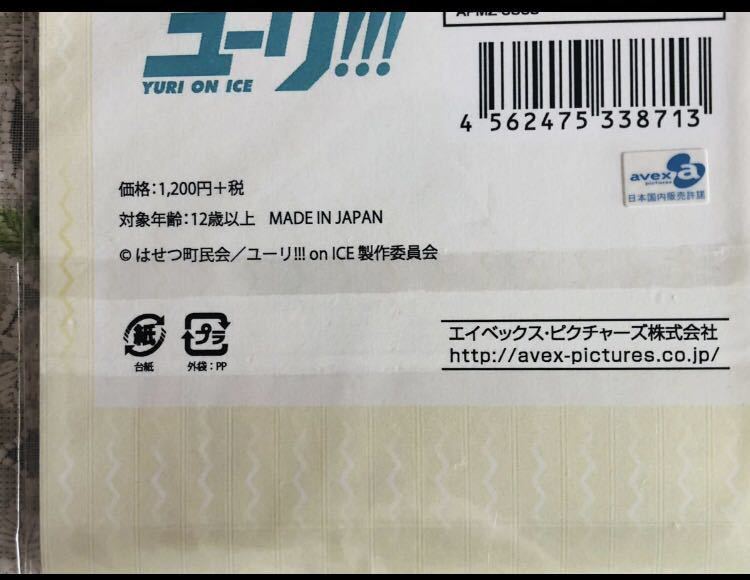 ユーリ!!!
YURI ON ICE
4 562475 338713
avex
pictures
日本国内販売許諾
価格:1,200円+税
対象年齢:12歳以上 MADE IN JAPAN
© はせつ町民会/ユーリ!!! on ICE 製作委員会
紙
台紙
プラ
外袋:PP
エイベックス・ピクチャーズ株式会社
http://avex-pictures.co.jp/